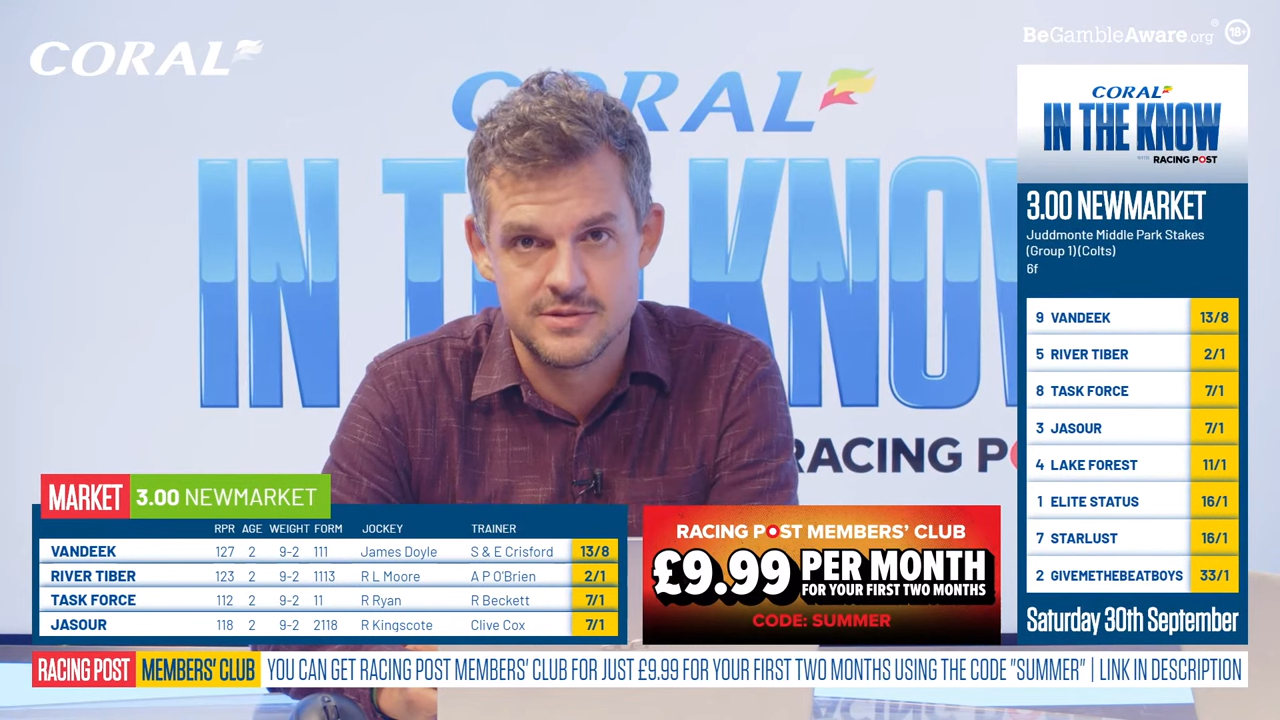 CORAL
BeGambleAware.org® 18+
CORAL
IN THE KNOW
RACING PO
CORAL
IN THE KNOW
WITH RACING POST
3.00 NEWMARKET
Juddmonte Middle Park Stakes
(Group 1)(Colts)
6f
9 VANDEEK 13/8
5 RIVER TIBER 2/1
8 TASK FORCE 7/1
3 JASOUR 7/1
4 LAKE FOREST 11/1
1 ELITE STATUS 16/1
7 STARLUST 16/1
2 GIVEMETHEBEATBOYS 33/1
Saturday 30th September
MARKET 3.00 NEWMARKET
RPR AGE WEIGHT FORM JOCKEY TRAINER
VANDEEK 127 2 9-2 111 James Doyle S & E Crisford 13/8
RIVER TIBER 123 2 9-2 1113 R L Moore A P O'Brien 2/1
TASK FORCE 112 2 9-2 11 R Ryan R Beckett 7/1
JASOUR 118 2 9-2 2118 R Kingscote Clive Cox 7/1
RACING POST MEMBERS' CLUB
£9.99 PER MONTH
FOR YOUR FIRST TWO MONTHS
CODE: SUMMER
RACING POST MEMBERS' CLUB YOU CAN GET RACING POST MEMBERS' CLUB FOR JUST £9.99 FOR YOUR FIRST TWO MONTHS USING THE CODE "SUMMER" | LINK IN DESCRIPTION